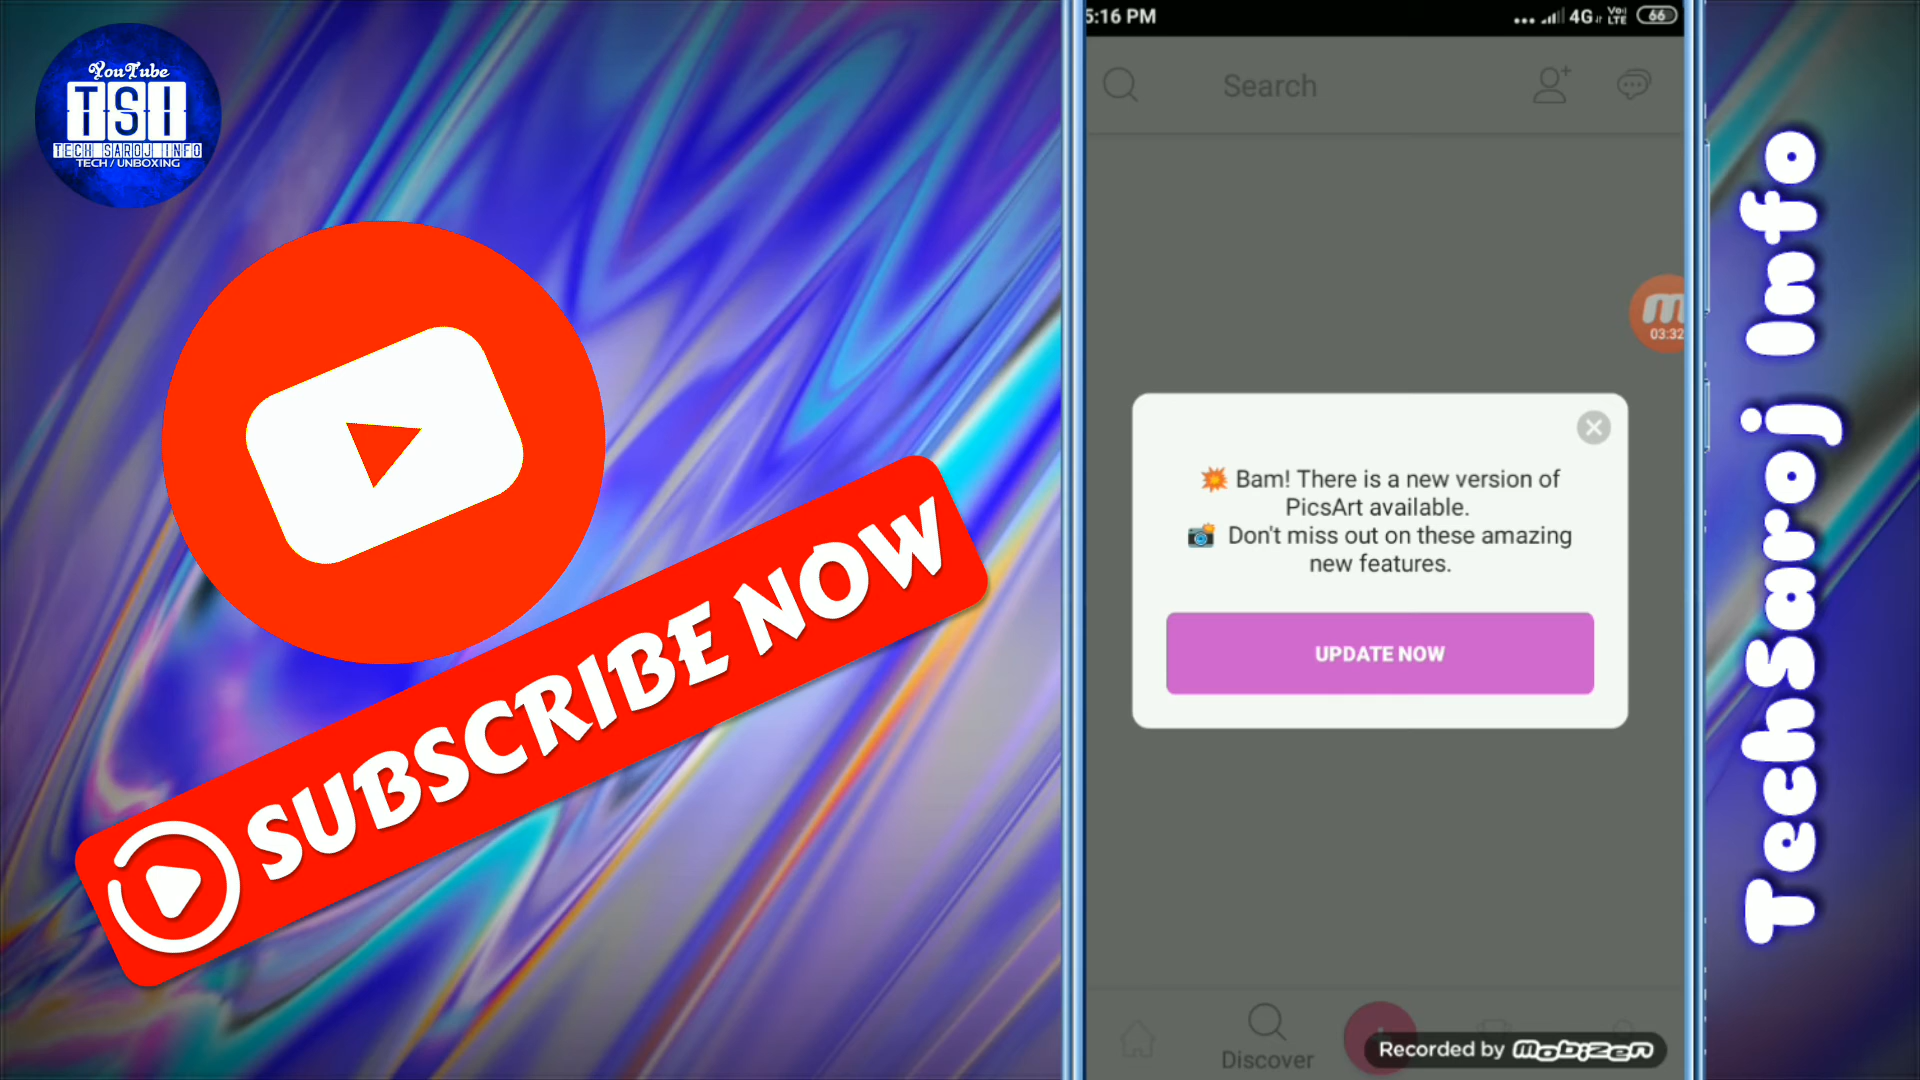 YouTube
TSI
TECH SAROJ INFO
TECH / UNBOXING
SUBSCRIBE NOW
5:16 PM
4G
Vo
LTE
66
Search
03:32
💥 Bam! There is a new version of
PicsArt available.
📸 Don't miss out on these amazing
new features.
UPDATE NOW
Discover
Recorded by mobizen
TechSaroj Info